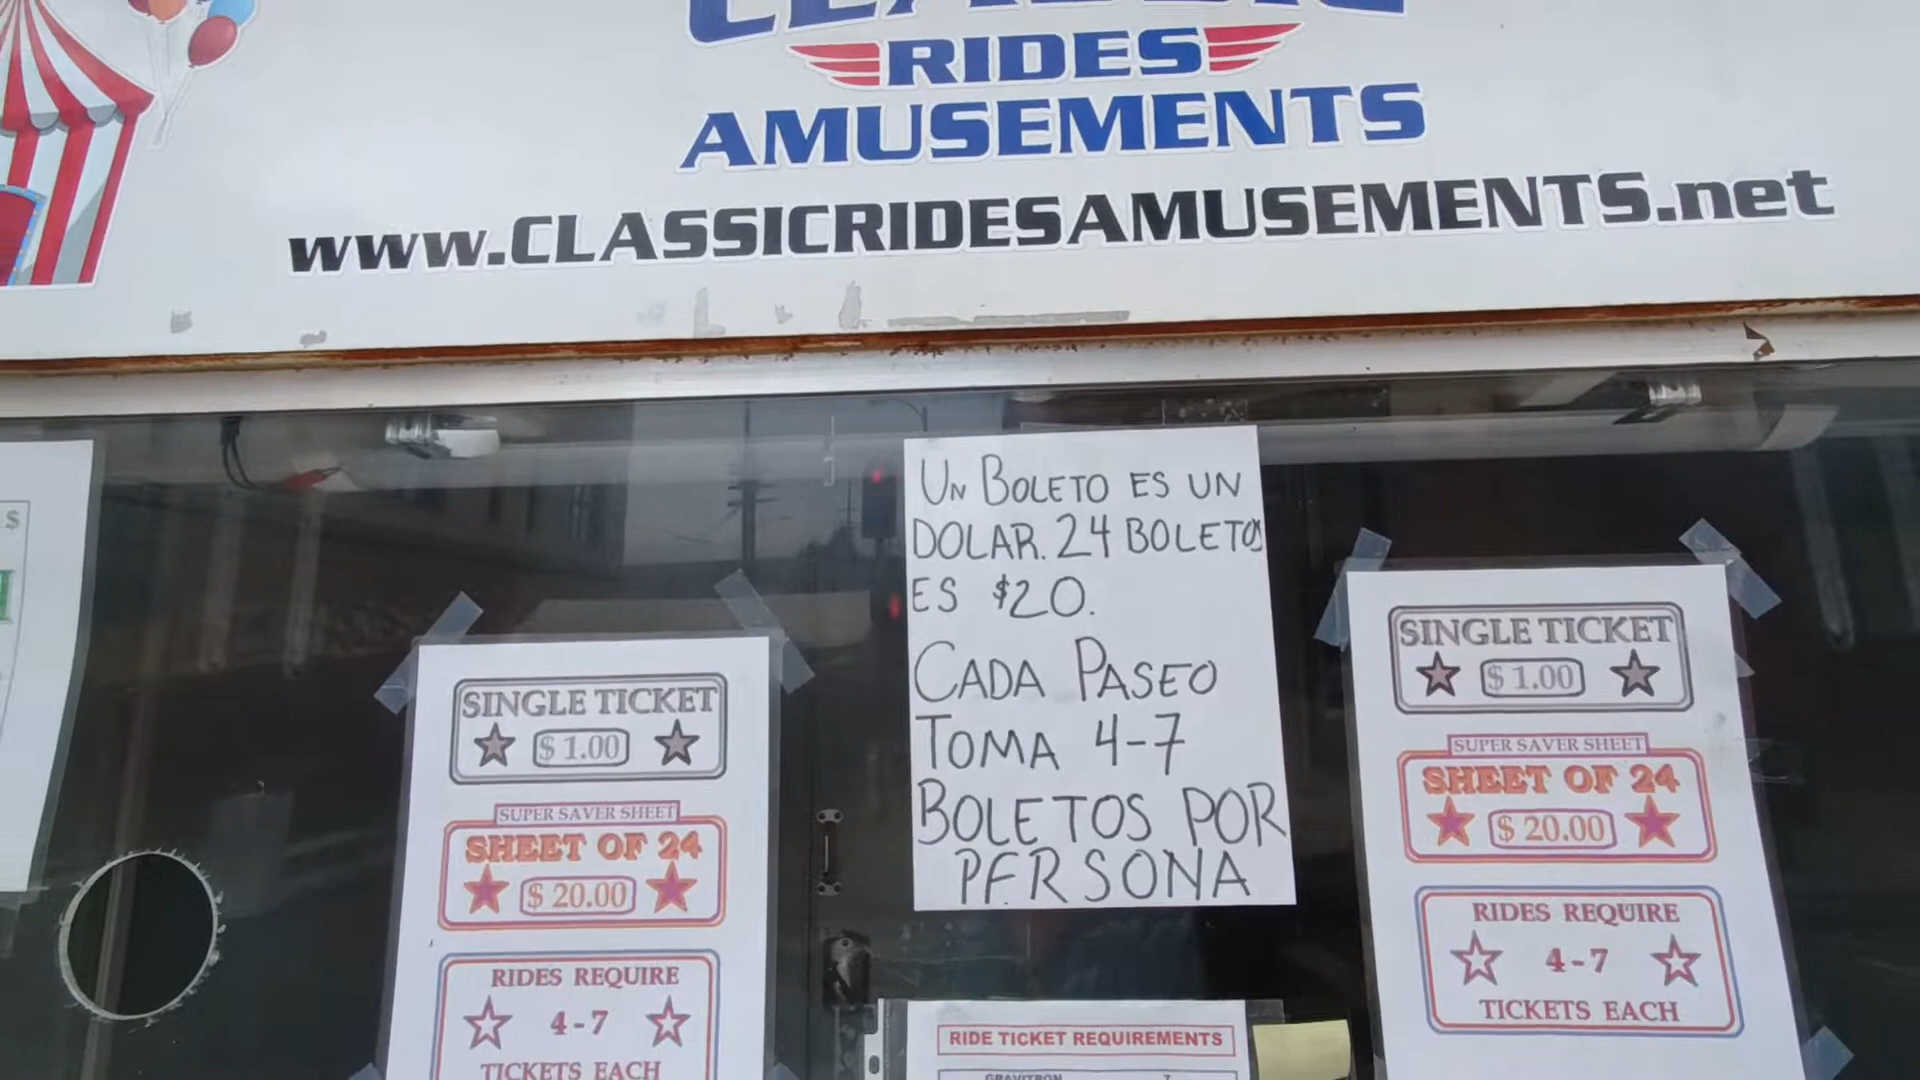 CLASSIC
RIDES
AMUSEMENTS
www.CLASSICRIDESAMUSEMENTS.net
$
UN BOLETO ES UN
DOLAR. 24 BOLETOS
ES $20.
CADA PASEO
TOMA 4-7
BOLETOS POR
PERSONA
SINGLE TICKET
$ 1.00
SUPER SAVER SHEET
SHEET OF 24
$ 20.00
RIDES REQUIRE
4-7
TICKETS EACH
SINGLE TICKET
$ 1.00
SUPER SAVER SHEET
SHEET OF 24
$ 20.00
RIDES REQUIRE
4-7
TICKETS EACH
RIDE TICKET REQUIREMENTS
GRAVITRON 7